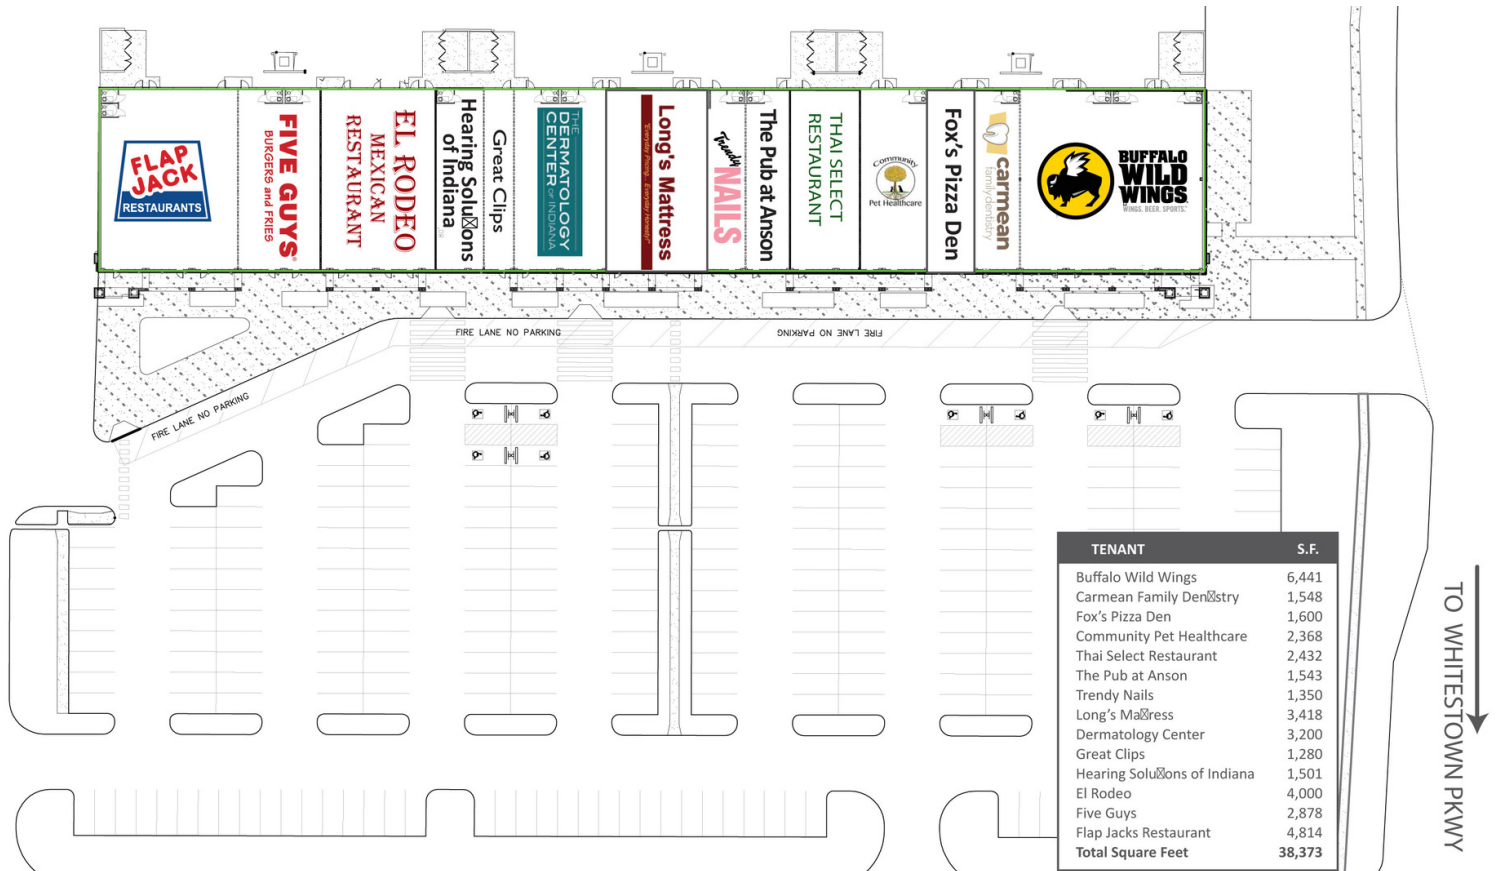 FLAP
JACK
RESTAURANTS
FIVE GUYS®
BURGERS and FRIES
EL RODEO
MEXICAN
RESTAURANT
Hearing Solu☒ons
of Indiana
Great Clips
THE
DERMATOLOGY
CENTER OF INDIANA
Long's Mattress
"Everyday Pricing... Everyday Honesty!"
Trendy
NAILS
The Pub at Anson
THAI SELECT
RESTAURANT
Community
Pet Healthcare
Fox's Pizza Den
carmean
family dentistry
BUFFALO
WILD
WINGS
WINGS. BEER. SPORTS.
FIRE LANE NO PARKING
FIRE LANE NO PARKING
FIRE LANE NO PARKING
TENANT S.F.
Buffalo Wild Wings 6,441
Carmean Family Den☒stry 1,548
Fox's Pizza Den 1,600
Community Pet Healthcare 2,368
Thai Select Restaurant 2,432
The Pub at Anson 1,543
Trendy Nails 1,350
Long's Ma☒ress 3,418
Dermatology Center 3,200
Great Clips 1,280
Hearing Solu☒ons of Indiana 1,501
El Rodeo 4,000
Five Guys 2,878
Flap Jacks Restaurant 4,814
Total Square Feet 38,373
TO WHITESTOWN PKWY